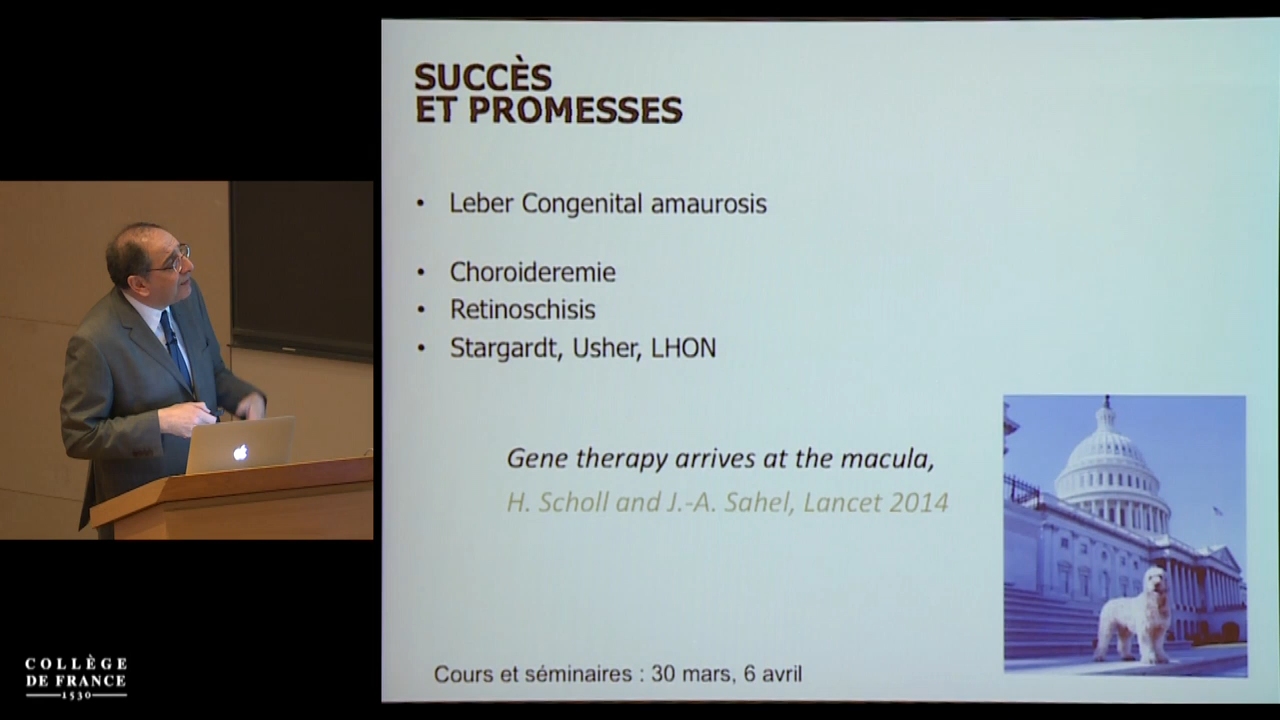 SUCCÈS
ET PROMESSES
• Leber Congenital amaurosis
• Choroideremie
• Retinoschisis
• Stargardt, Usher, LHON
Gene therapy arrives at the macula,
H. Scholl and J.-A. Sahel, Lancet 2014
Cours et séminaires : 30 mars, 6 avril
COLLÈGE
DE FRANCE
1530